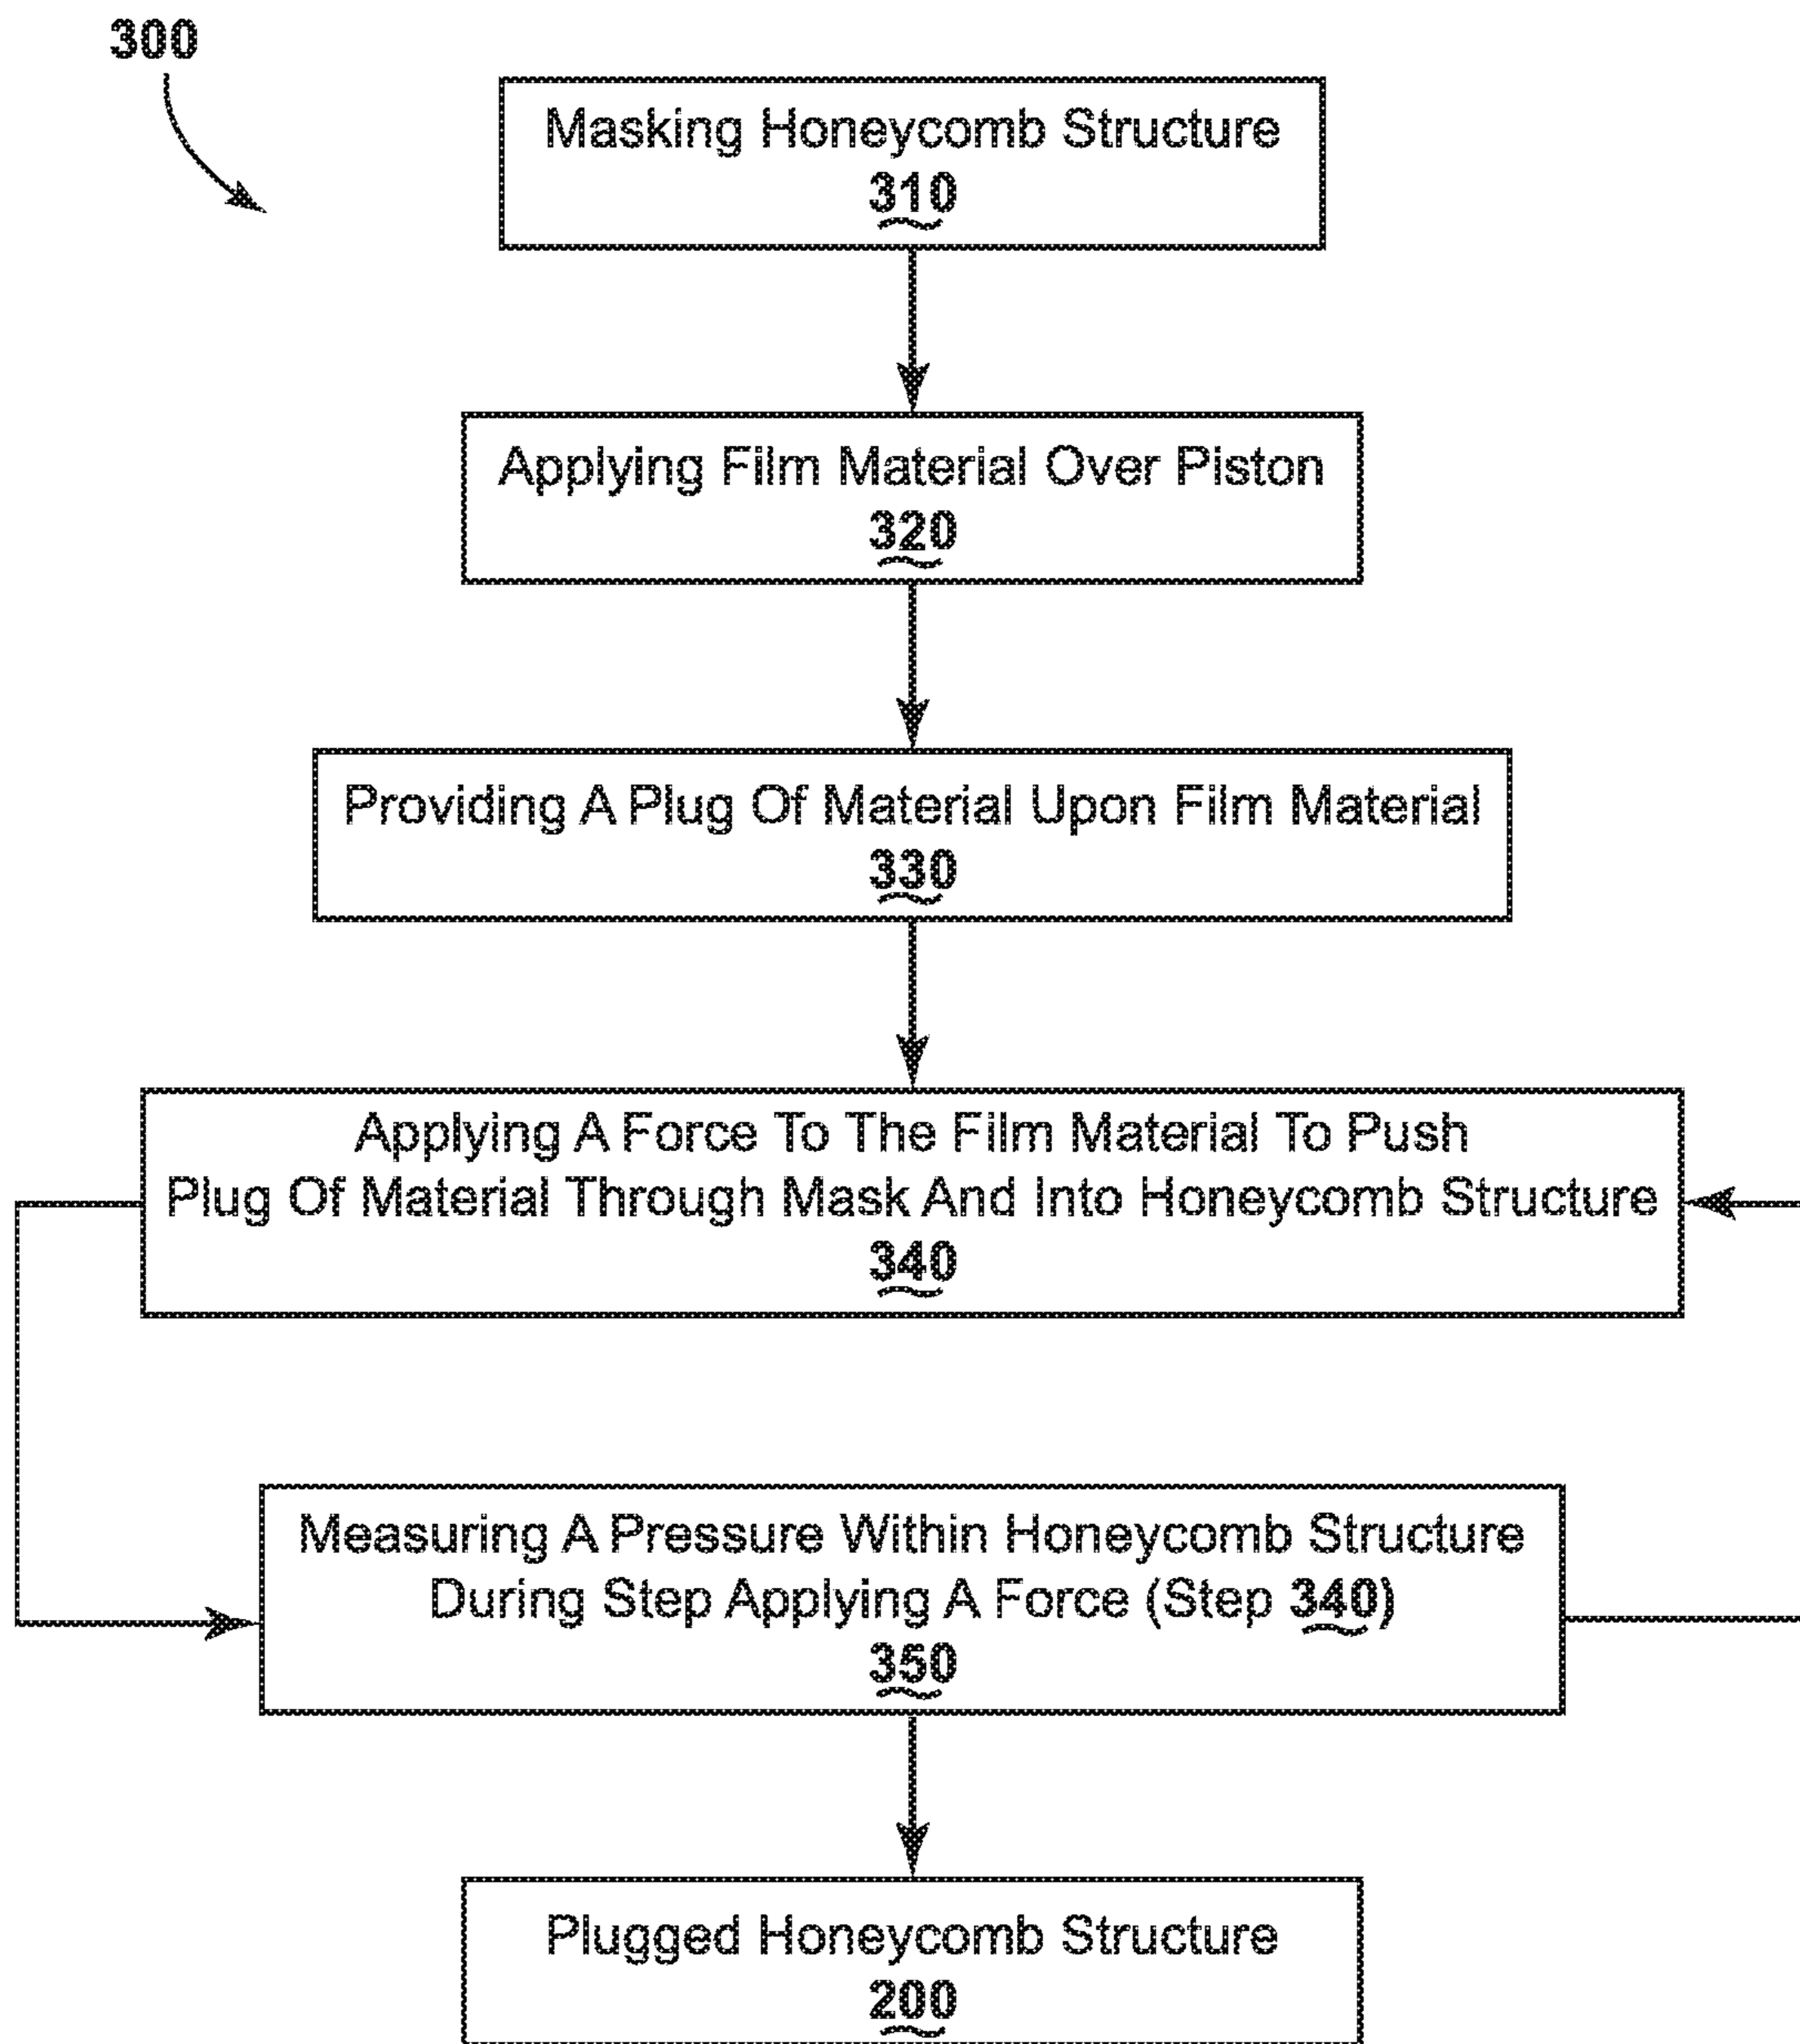 300
Masking Honeycomb Structure
310
Applying Film Material Over Piston
320
Providing A Plug Of Material Upon Film Material
330
Applying A Force To The Film Material To Push
Plug Of Material Through Mask And Into Honeycomb Structure
340
Measuring A Pressure Within Honeycomb Structure
During Step Applying A Force (Step 340)
350
Plugged Honeycomb Structure
200